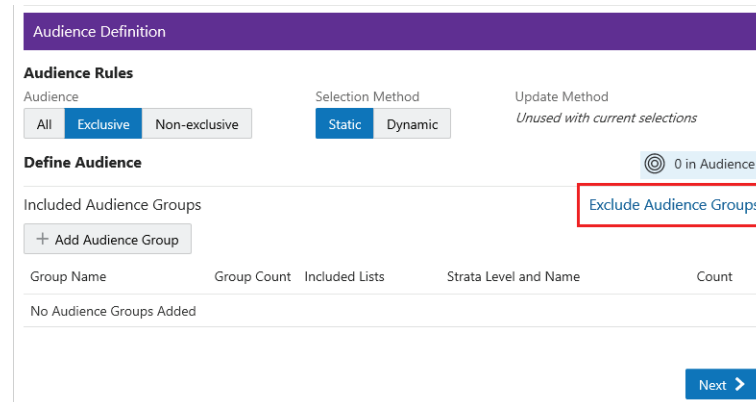 Audience Definition
Audience Rules
Audience Selection Method Update Method
All Exclusive Non-exclusive Static Dynamic Unused with current selections
Define Audience 0 in Audience
Included Audience Groups Exclude Audience Groups
+ Add Audience Group
Group Name Group Count Included Lists Strata Level and Name Count
No Audience Groups Added
Next